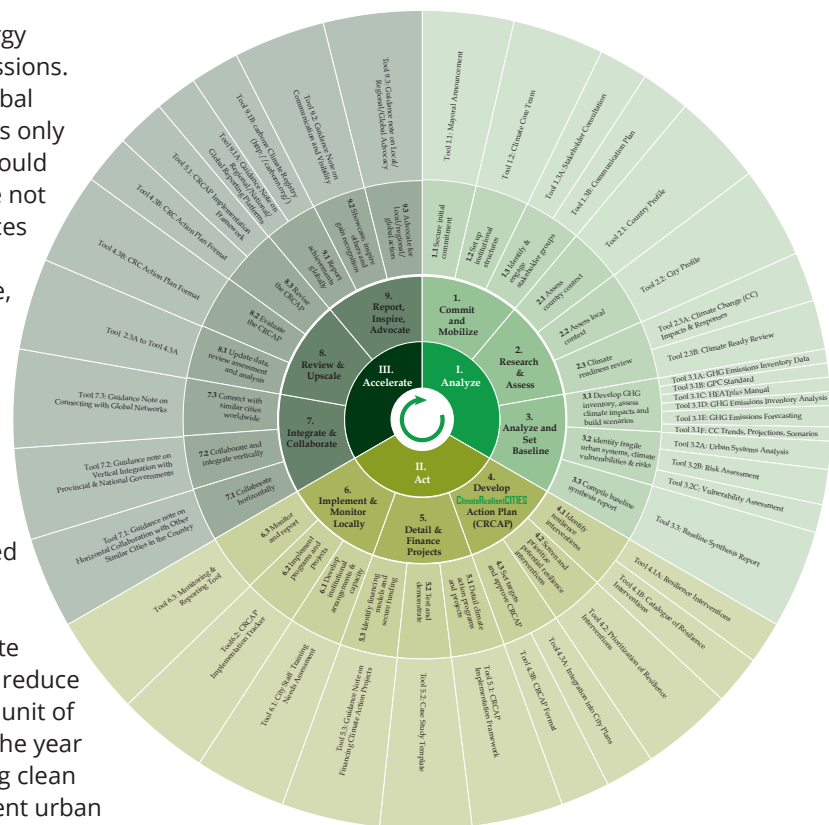 rgy
ssions.
bal
s only
ould
e not
ces
e,
ed
te
reduce
unit of
he year
g clean
ent urban
I.
Analyze
II.
Act
III.
Accelerate
1.
Commit
and
Mobilize
2.
Research
&
Assess
3.
Analyze and
Set
Baseline
4.
Develop
ClimateResilientCITIES
Action Plan
(CRCAP)
5.
Detail &
Finance
Projects
6.
Implement &
Monitor
Locally
7.
Integrate &
Collaborate
8.
Review &
Upscale
9.
Report,
Inspire,
Advocate
1.1 Secure initial
commitment
1.2 Set up
institutional
structures
1.3 Identify &
engage
stakeholder groups
2.1 Assess
country context
2.2 Assess local
context
2.3 Climate
readiness review
3.1 Develop GHG
inventory, assess
climate impacts and
build scenarios
3.2 identify fragile
urban systems, climate
vulnerabilities & risks
3.3 Compile baseline
synthesis report
4.1 Identify
resilience
interventions
4.2 Screen and
prioritize
potential resilience
interventions
4.3 Set targets
and approve CRCAP
5.1 Detail climate
action programs
and projects
5.2 Test and
demonstrate
5.3 Identify financing
models and
secure funding
6.1 Develop
institutional
arrangements &
capacity
6.2 Implement
programs and
projects
6.3 Monitor
and report
7.1 Collaborate
horizontally
7.2 Collaborate and
integrate vertically
7.3 Connect with
similar cities
worldwide
8.1 Update data,
review assessment
and analysis
8.2 Evaluate
the CRCAP
8.3 Revise
the CRCAP
9.1 Report
achievements
globally
9.2 Showcase, inspire
others and
gain recognition
9.3 Advocate for
local/regional/
global action
Tool 1.1: Mayoral Announcement
Tool 1.2: Climate Core Team
Tool 1.3A: Stakeholder Consultation
Tool 1.3B: Communication Plan
Tool 2.1: Country Profile
Tool 2.2: City Profile
Tool 2.3A: Climate Change (CC)
Impacts & Responses
Tool 2.3B: Climate Ready Review
Tool 3.1A: GHG Emissions Inventory Data
Tool 3.1B: GPC Standard
Tool 3.1C: HEATplus Manual
Tool 3.1D: GHG Emissions Inventory Analysis
Tool 3.1E: GHG Emissions Forecasting
Tool 3.1F: CC Trends, Projections, Scenarios
Tool 3.2A: Urban Systems Analysis
Tool 3.2B: Risk Assessment
Tool 3.2C: Vulnerability Assessment
Tool 3.3: Baseline Synthesis Report
Tool 4.1A: Resilience Interventions
Tool 4.1B: Catalogue of Resilience
Interventions
Tool 4.2: Prioritization of Resilience
Interventions
Tool 4.3A: Integration into City Plans
Tool 4.3B: CRCAP Format
Tool 5.1: CRCAP
Implementation Framework
Tool 5.2: Case Study Template
Tool 5.3: Guidance Note on
Financing Climate Action Projects
Tool 6.1: City Staff Training
Needs Assessment
Tool6.2: CRCAP
Implementation Tracker
Tool 6.3: Monitoring &
Reporting Tool
Tool 7.1: Guidance note on
Horizontal Collaboration with Other
Similar Cities in the Country
Tool 7.2: Guidance note on
Vertical Integration with
Provincial & National Governments
Tool 7.3: Guidance Note on
Connecting with Global Networks
Tool 2.3A to Tool 4.3A
Tool 4.3B: CRC Action Plan Format
Tool 4.3B: CRC Action Plan Format
Tool 5.1: CRCAP Implementation
Framework
Tool 9.1A: Guidance Note on
Regional/National/
Global Reporting Platforms
Tool 9.1B: carbonn Climate Registry
(http://carbonn.org/)
Tool 9.2: Guidance Note on
Communication and Visibility
Tool 9.3: Guidance note on Local/
Regional/Global Advocacy